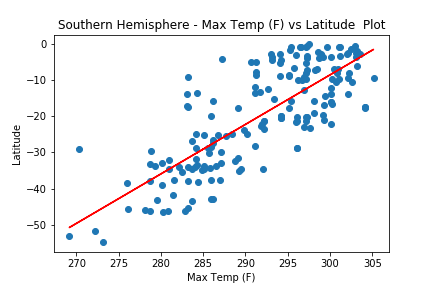 Southern Hemisphere - Max Temp (F) vs Latitude  Plot
0
−10
−20
−30
−40
−50
Latitude
270 275 280 285 290 295 300 305
Max Temp (F)